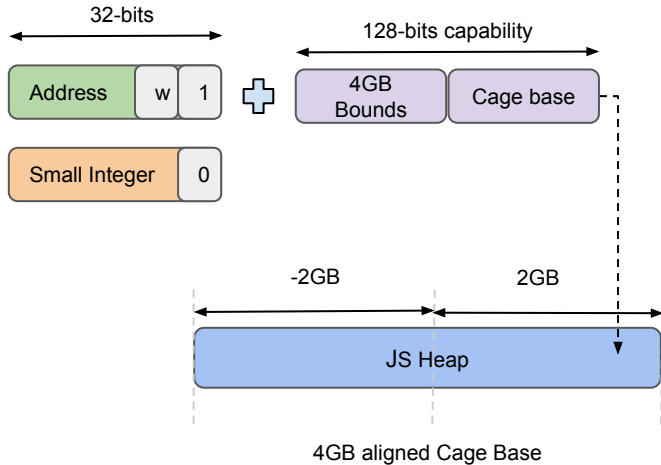 32-bits
128-bits capability
Address w 1
4GB
Bounds
Cage base
Small Integer 0
-2GB
2GB
JS Heap
4GB aligned Cage Base